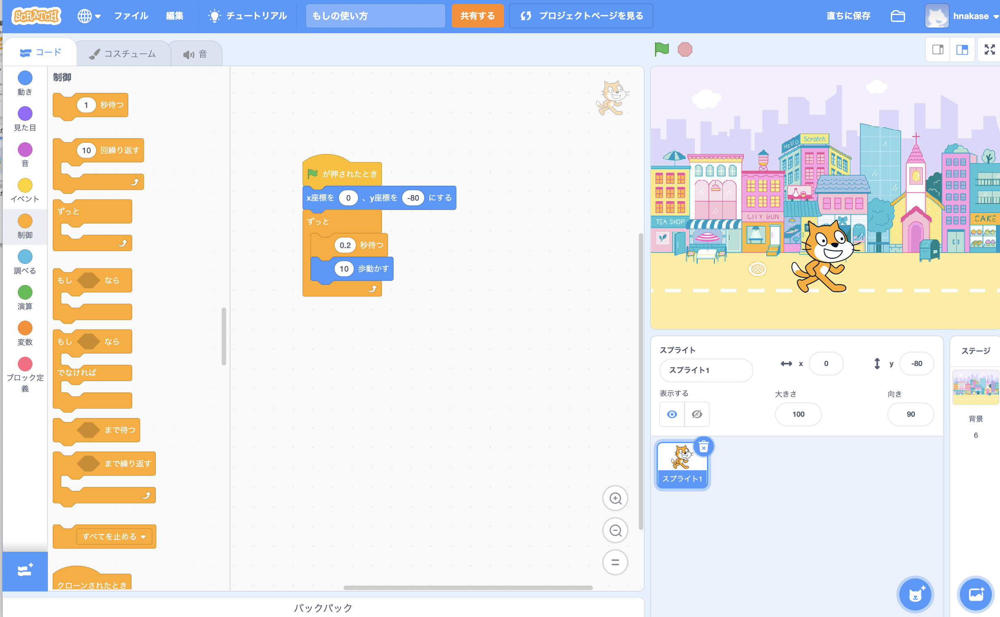 SCRATCH
ファイル
編集
チュートリアル
もしの使い方
共有する
プロジェクトページを見る
直ちに保存
hnakase
コード
コスチューム
音
動き
見た目
音
イベント
制御
調べる
演算
変数
ブロック定
義
制御
1 秒待つ
10 回繰り返す
ずっと
もし なら
もし なら
でなければ
まで待つ
まで繰り返す
すべてを止める
クローンされたとき
が押されたとき
x座標を 0 、y座標を -80 にする
ずっと
0.2 秒待つ
10 歩動かす
バックパック
Hello
Scratch
TEA SHOP
CITY BUN
CAKE
スプライト
スプライト1
x 0
y -80
表示する
大きさ
100
向き
90
スプライト1
ステージ
背景
6